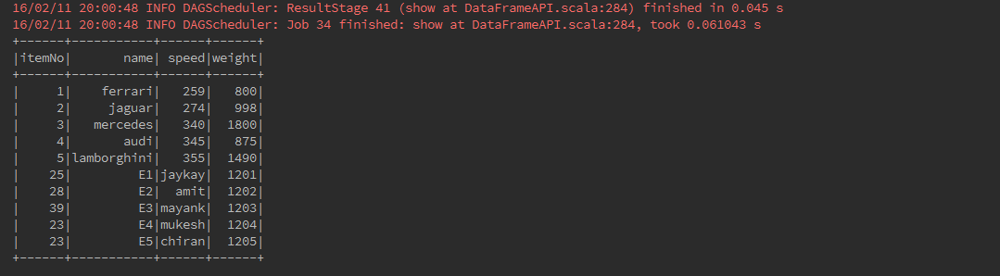 16/02/11 20:00:48 INFO DAGScheduler: ResultStage 41 (show at DataFrameAPI.scala:284) finished in 0.045 s
16/02/11 20:00:48 INFO DAGScheduler: Job 34 finished: show at DataFrameAPI.scala:284, took 0.061043 s
+------+-----------+------+------+
|itemNo|       name| speed|weight|
+------+-----------+------+------+
|     1|    ferrari|   259|   800|
|     2|     jaguar|   274|   998|
|     3|   mercedes|   340|  1800|
|     4|       audi|   345|   875|
|     5|lamborghini|   355|  1490|
|    25|         E1|jaykay|  1201|
|    28|         E2|  amit|  1202|
|    39|         E3|mayank|  1203|
|    23|         E4|mukesh|  1204|
|    23|         E5|chiran|  1205|
+------+-----------+------+------+